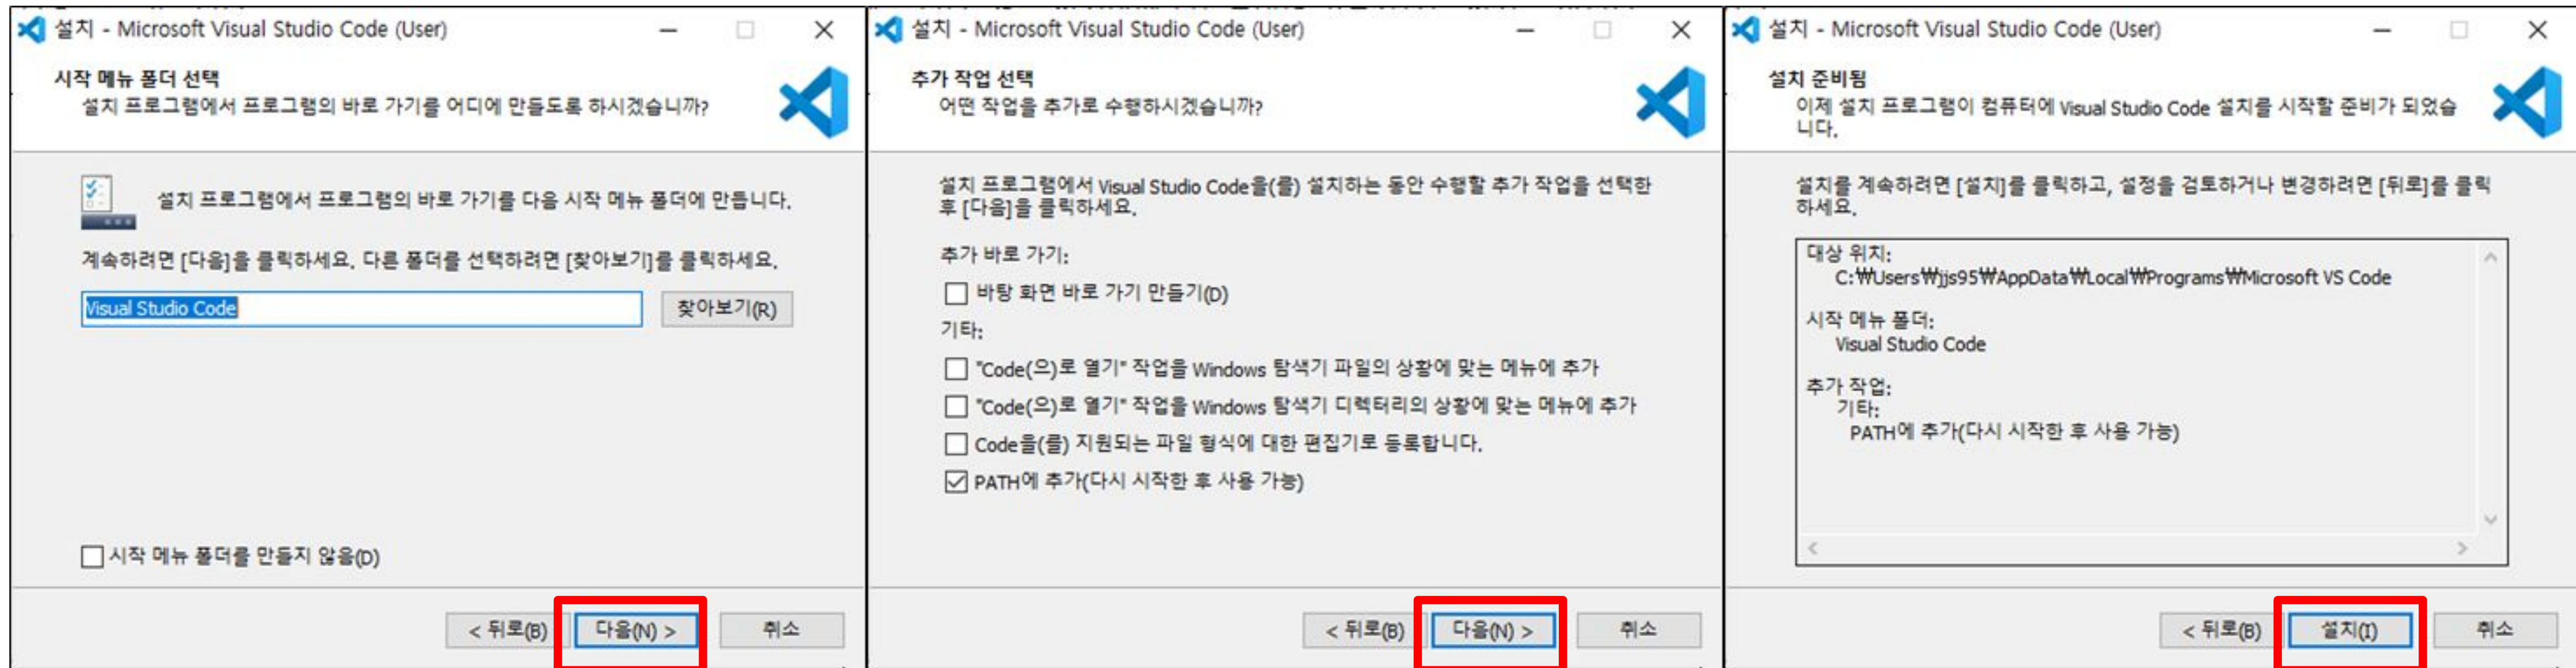 설치 - Microsoft Visual Studio Code (User)
시작 메뉴 폴더 선택
설치 프로그램에서 프로그램의 바로 가기를 어디에 만들도록 하시겠습니까?
설치 프로그램에서 프로그램의 바로 가기를 다음 시작 메뉴 폴더에 만듭니다.
계속하려면 [다음]을 클릭하세요. 다른 폴더를 선택하려면 [찾아보기]를 클릭하세요.
Visual Studio Code
찾아보기(R)
시작 메뉴 폴더를 만들지 않음(D)
< 뒤로(B)
다음(N) >
취소
설치 - Microsoft Visual Studio Code (User)
추가 작업 선택
어떤 작업을 추가로 수행하시겠습니까?
설치 프로그램에서 Visual Studio Code을(를) 설치하는 동안 수행할 추가 작업을 선택한
후 [다음]을 클릭하세요.
추가 바로 가기:
바탕 화면 바로 가기 만들기(D)
기타:
"Code(으)로 열기" 작업을 Windows 탐색기 파일의 상황에 맞는 메뉴에 추가
"Code(으)로 열기" 작업을 Windows 탐색기 디렉터리의 상황에 맞는 메뉴에 추가
Code을(를) 지원되는 파일 형식에 대한 편집기로 등록합니다.
PATH에 추가(다시 시작한 후 사용 가능)
< 뒤로(B)
다음(N) >
취소
설치 - Microsoft Visual Studio Code (User)
설치 준비됨
이제 설치 프로그램이 컴퓨터에 Visual Studio Code 설치를 시작할 준비가 되었습
니다.
설치를 계속하려면 [설치]를 클릭하고, 설정을 검토하거나 변경하려면 [뒤로]를 클릭
하세요.
대상 위치:
C:₩Users₩jjs95₩AppData₩Local₩Programs₩Microsoft VS Code
시작 메뉴 폴더:
Visual Studio Code
추가 작업:
기타:
PATH에 추가(다시 시작한 후 사용 가능)
< 뒤로(B)
설치(I)
취소